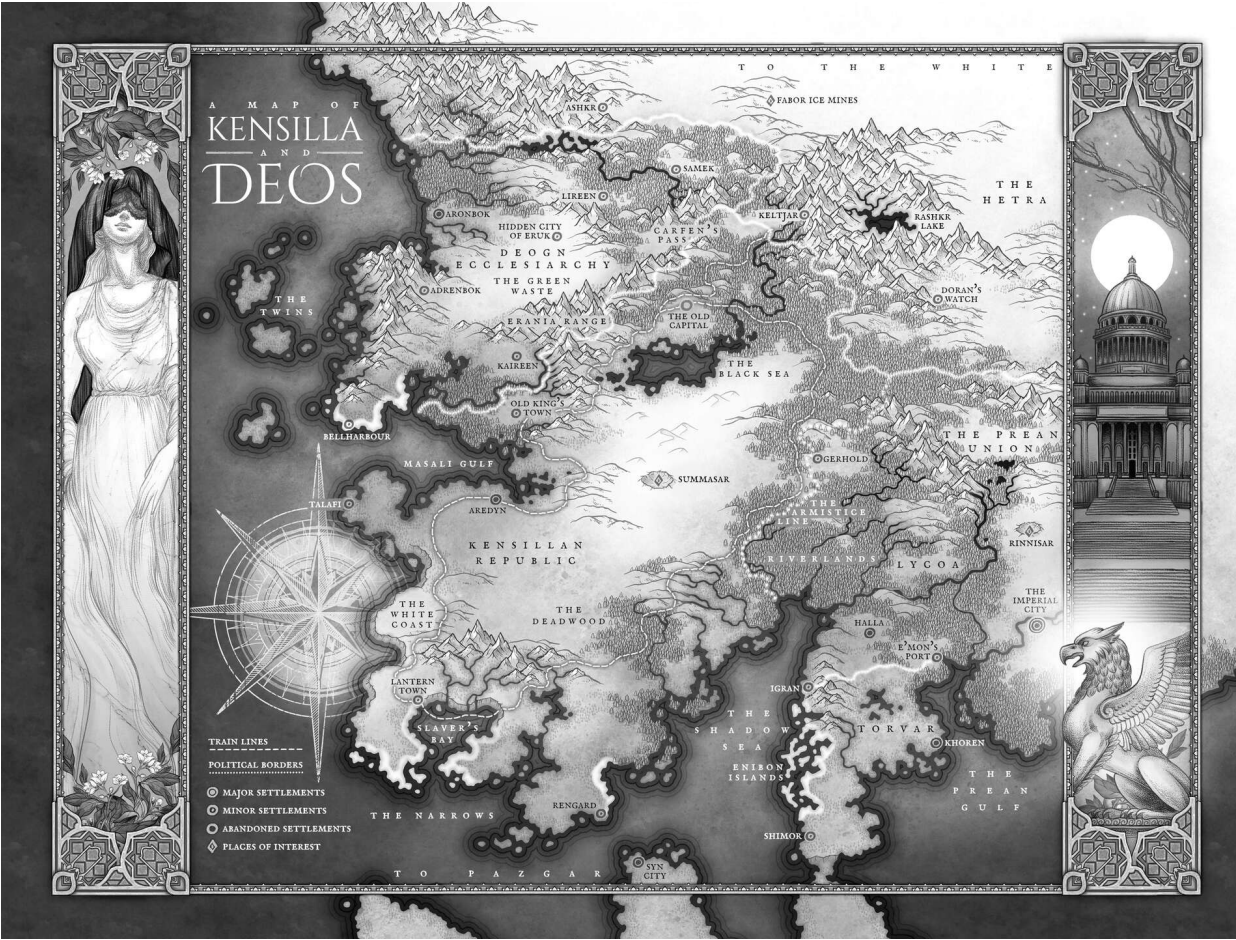 TO THE WHITE
A MAP OF
KENSILLA
AND
DEOS
FABOR ICE MINES
ASHKR
SAMEK
LIREEN
THE
HETRA
ARONBOK
KELTJAR
RASHKR
LAKE
HIDDEN CITY
OF ERUK
CARFEN'S
PASS
DEOGN
ECCLESIARCHY
THE GREEN
WASTE
ADRENBOK
DORAN'S
WATCH
THE
TWINS
ERANIA RANGE
THE OLD
CAPITAL
KAIREEN
THE
BLACK SEA
OLD KING'S
TOWN
BELLHARBOUR
THE PREAN
UNION
MASALI GULF
GERHOLD
SUMMASAR
TALAFI
AREDYN
THE
ARMISTICE
LINE
RINNISAR
KENSILLAN
REPUBLIC
RIVERLANDS
LYCOA
THE
WHITE
COAST
THE
DEADWOOD
THE
IMPERIAL
CITY
HALLA
E'MON'S
PORT
LANTERN
TOWN
IGRAN
SLAVER'S
BAY
THE
SHADOW
SEA
TORVAR
KHOREN
ENIBON
ISLANDS
THE
PREAN
GULF
TRAIN LINES
POLITICAL BORDERS
MAJOR SETTLEMENTS
MINOR SETTLEMENTS
ABANDONED SETTLEMENTS
PLACES OF INTEREST
THE NARROWS
RENGARD
SHIMOR
SYN
CITY
TO PAZGAR